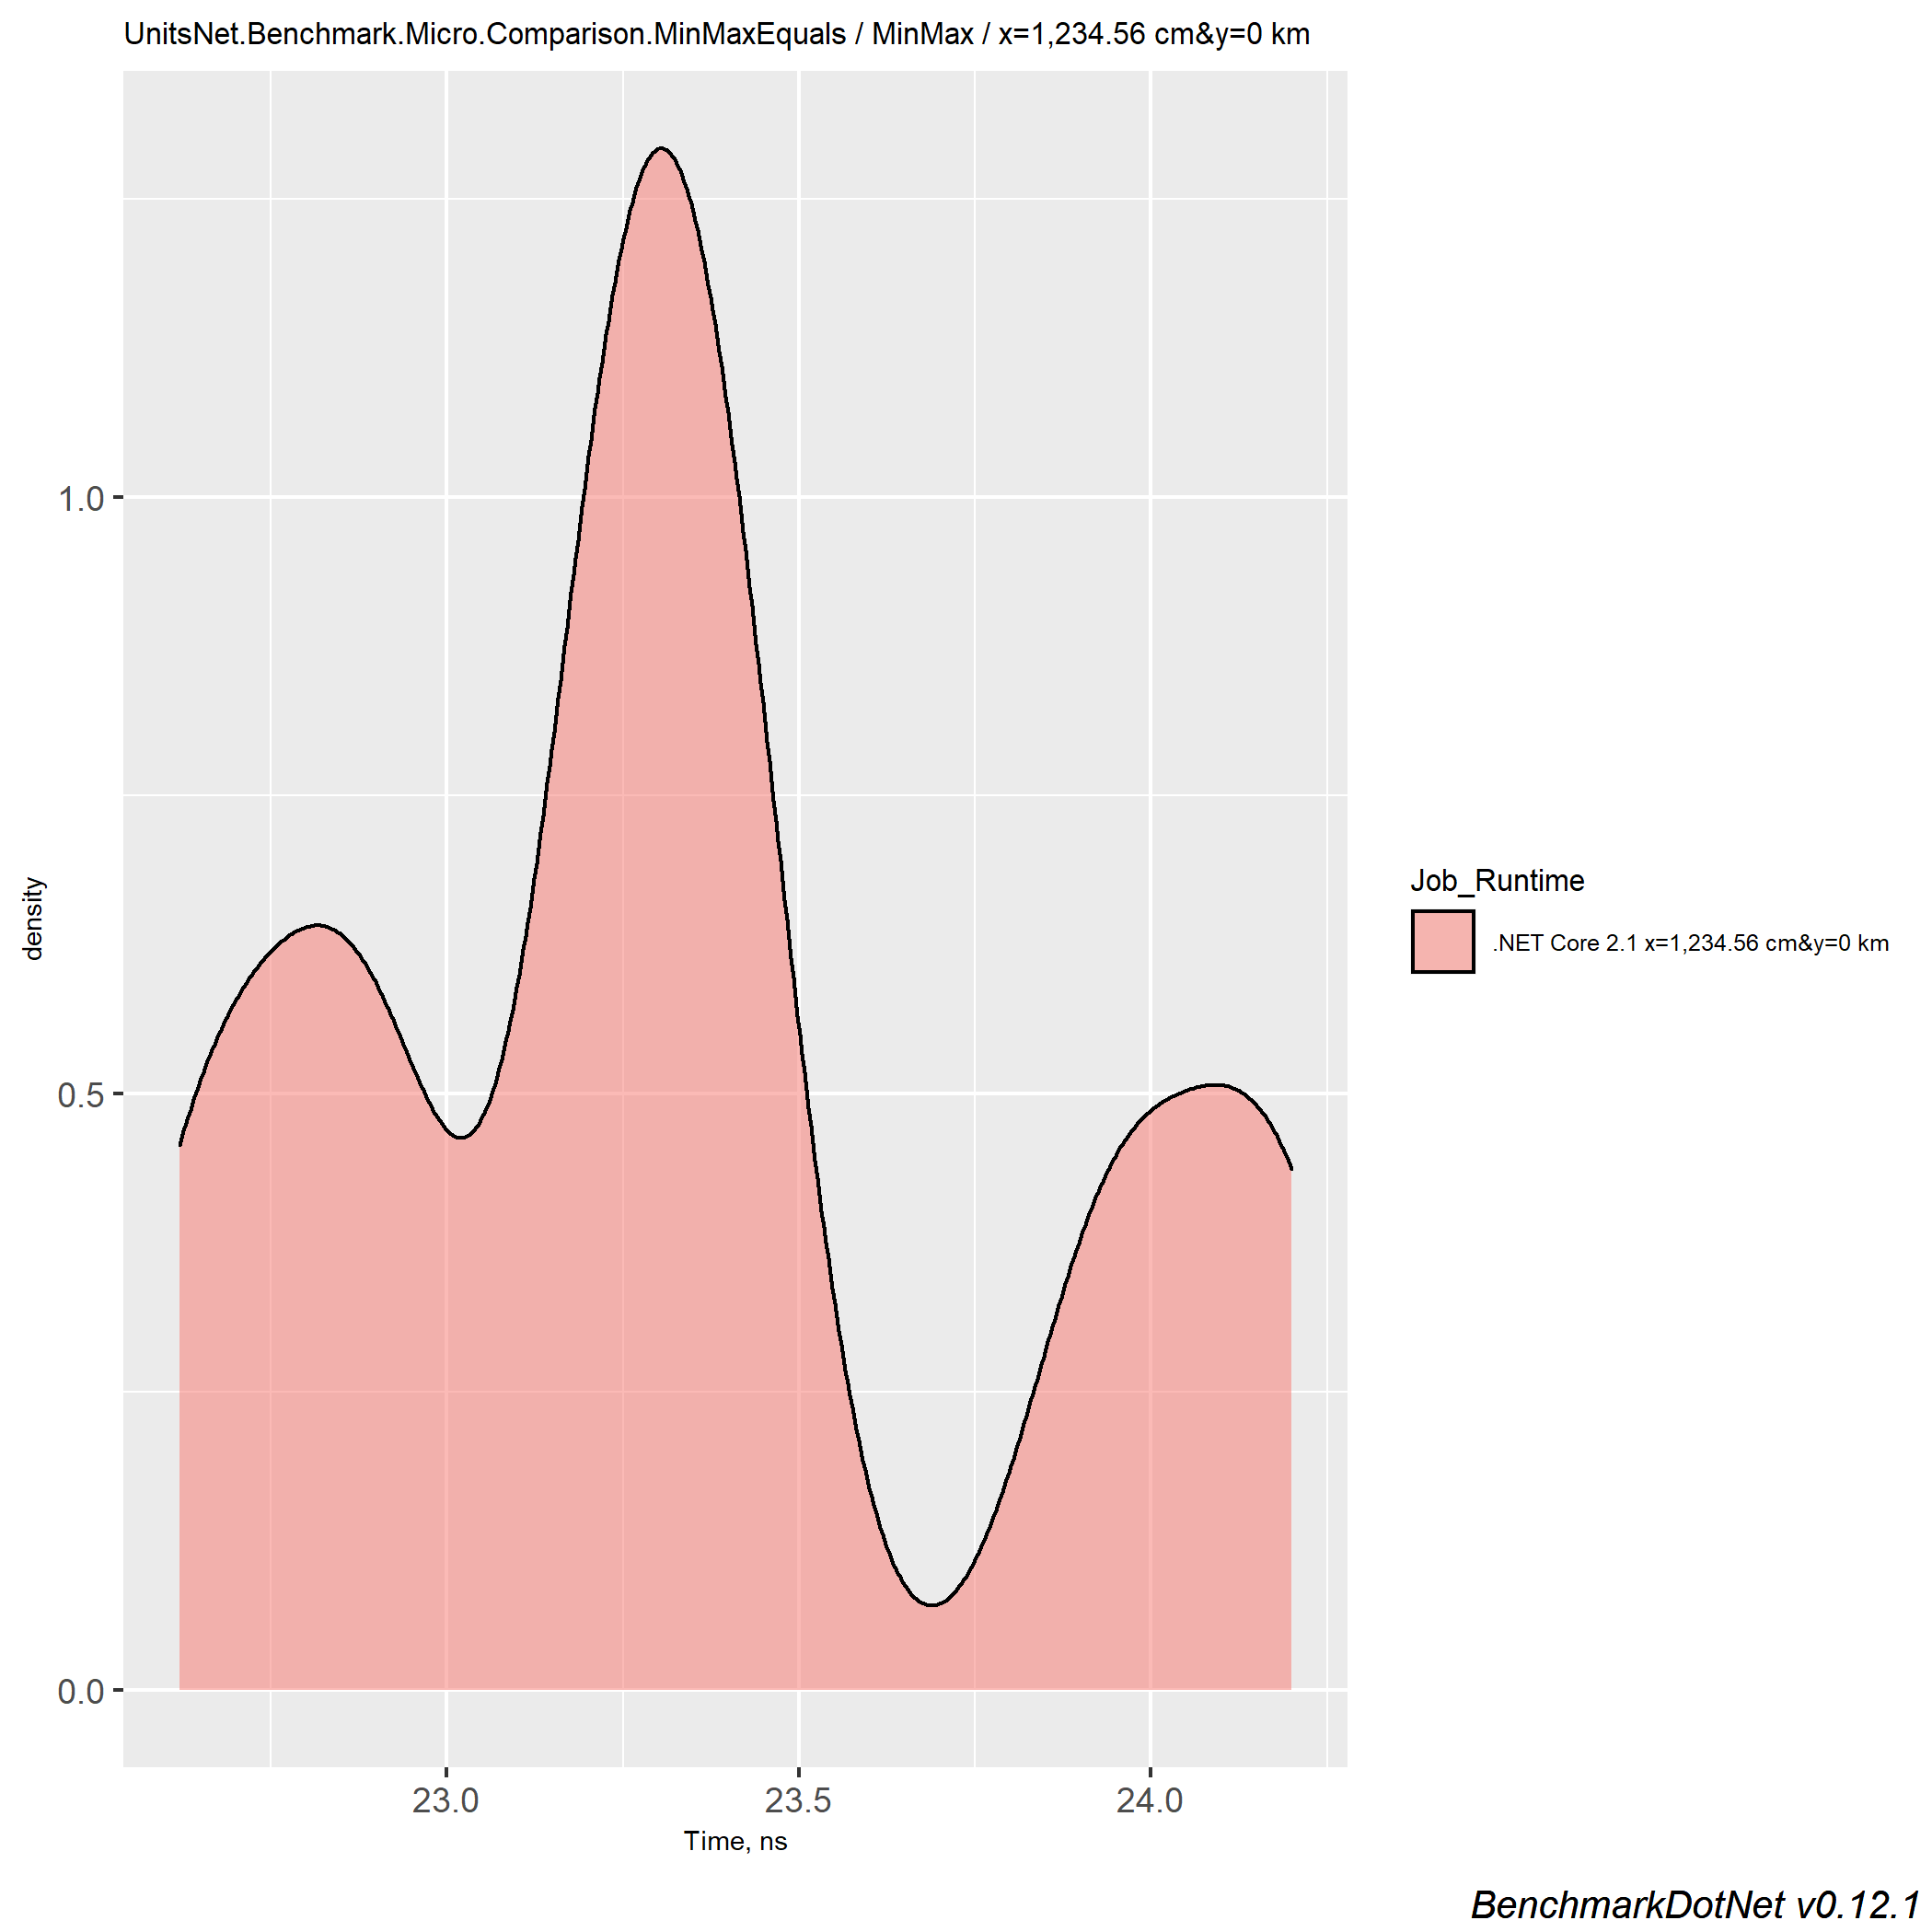 UnitsNet.Benchmark.Micro.Comparison.MinMaxEquals / MinMax / x=1,234.56 cm&y=0 km
1.0
0.5
0.0
density
23.0 23.5 24.0
Time, ns
Job_Runtime
.NET Core 2.1 x=1,234.56 cm&y=0 km
BenchmarkDotNet v0.12.1